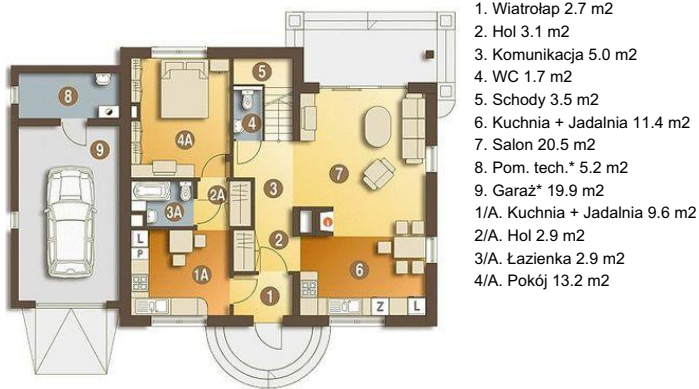 1. Wiatrołap 2.7 m2
2. Hol 3.1 m2
3. Komunikacja 5.0 m2
4. WC 1.7 m2
5. Schody 3.5 m2
6. Kuchnia + Jadalnia 11.4 m2
7. Salon 20.5 m2
8. Pom. tech.* 5.2 m2
9. Garaż* 19.9 m2
1/A. Kuchnia + Jadalnia 9.6 m2
2/A. Hol 2.9 m2
3/A. Łazienka 2.9 m2
4/A. Pokój 13.2 m2
5
8
4
4A
9
7
3
2A
3A
L
P
2
1A
6
1
Z
L